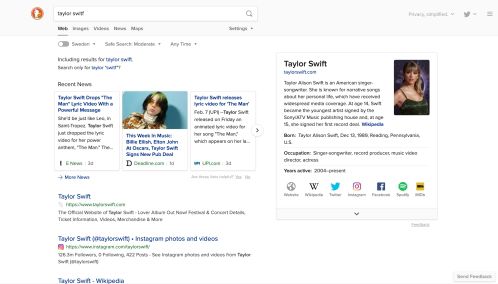 taylor switf
Privacy, simplified.
Web Images Videos News Maps
Settings
Sweden Safe Search: Moderate Any Time
Including results for taylor swift.
Search only for taylor "switf"?
Recent News
Taylor Swift Drops "The Man" Lyric Video With a Powerful Message
She'd be just like Leo, in Saint-Tropez. Taylor Swift just dropped the lyric video for her power anthem, "The Man." The...
E News 3d
This Week In Music: Billie Eilish, Elton John At Oscars, Taylor Swift Signs New Pub Deal
Deadline.com 1d
Taylor Swift releases lyric video for 'The Man'
Feb. 7 (UPI) --Taylor Swift released on Friday an animated lyric video for her song "The Man," which appears on her ls...
UPI.com 3d
More News
Yes No
Taylor Swift
https://www.taylorswift.com
The Official Website of Taylor Swift - Lover Album Out Now! Festival & Concert Details,
Ticket Information, Videos, Merchandise & More
Taylor Swift (@taylorswift) • Instagram photos and videos
https://www.instagram.com/taylorswift/
126.3m Followers, 0 Following, 422 Posts - See Instagram photos and videos from Taylor
Swift (@taylorswift)
Taylor Swift - Wikipedia
Taylor Swift
taylorswift.com
Taylor Alison Swift is an American singer-
songwriter. She is known for narrative songs
about her personal life, which have received
widespread media coverage. At age 14, Swift
became the youngest artist signed by the
Sony/ATV Music publishing house and, at age
15, she signed her first record deal. Wikipedia
Born: Taylor Alison Swift, Dec 13, 1989, Reading, Pennsylvania,
U.S.
Occupation: Singer-songwriter, record producer, music video
director, actress
Years active: 2004–present
Website Wikipedia Twitter Instagram Facebook Spotify IMDb
Feedback
Send Feedback